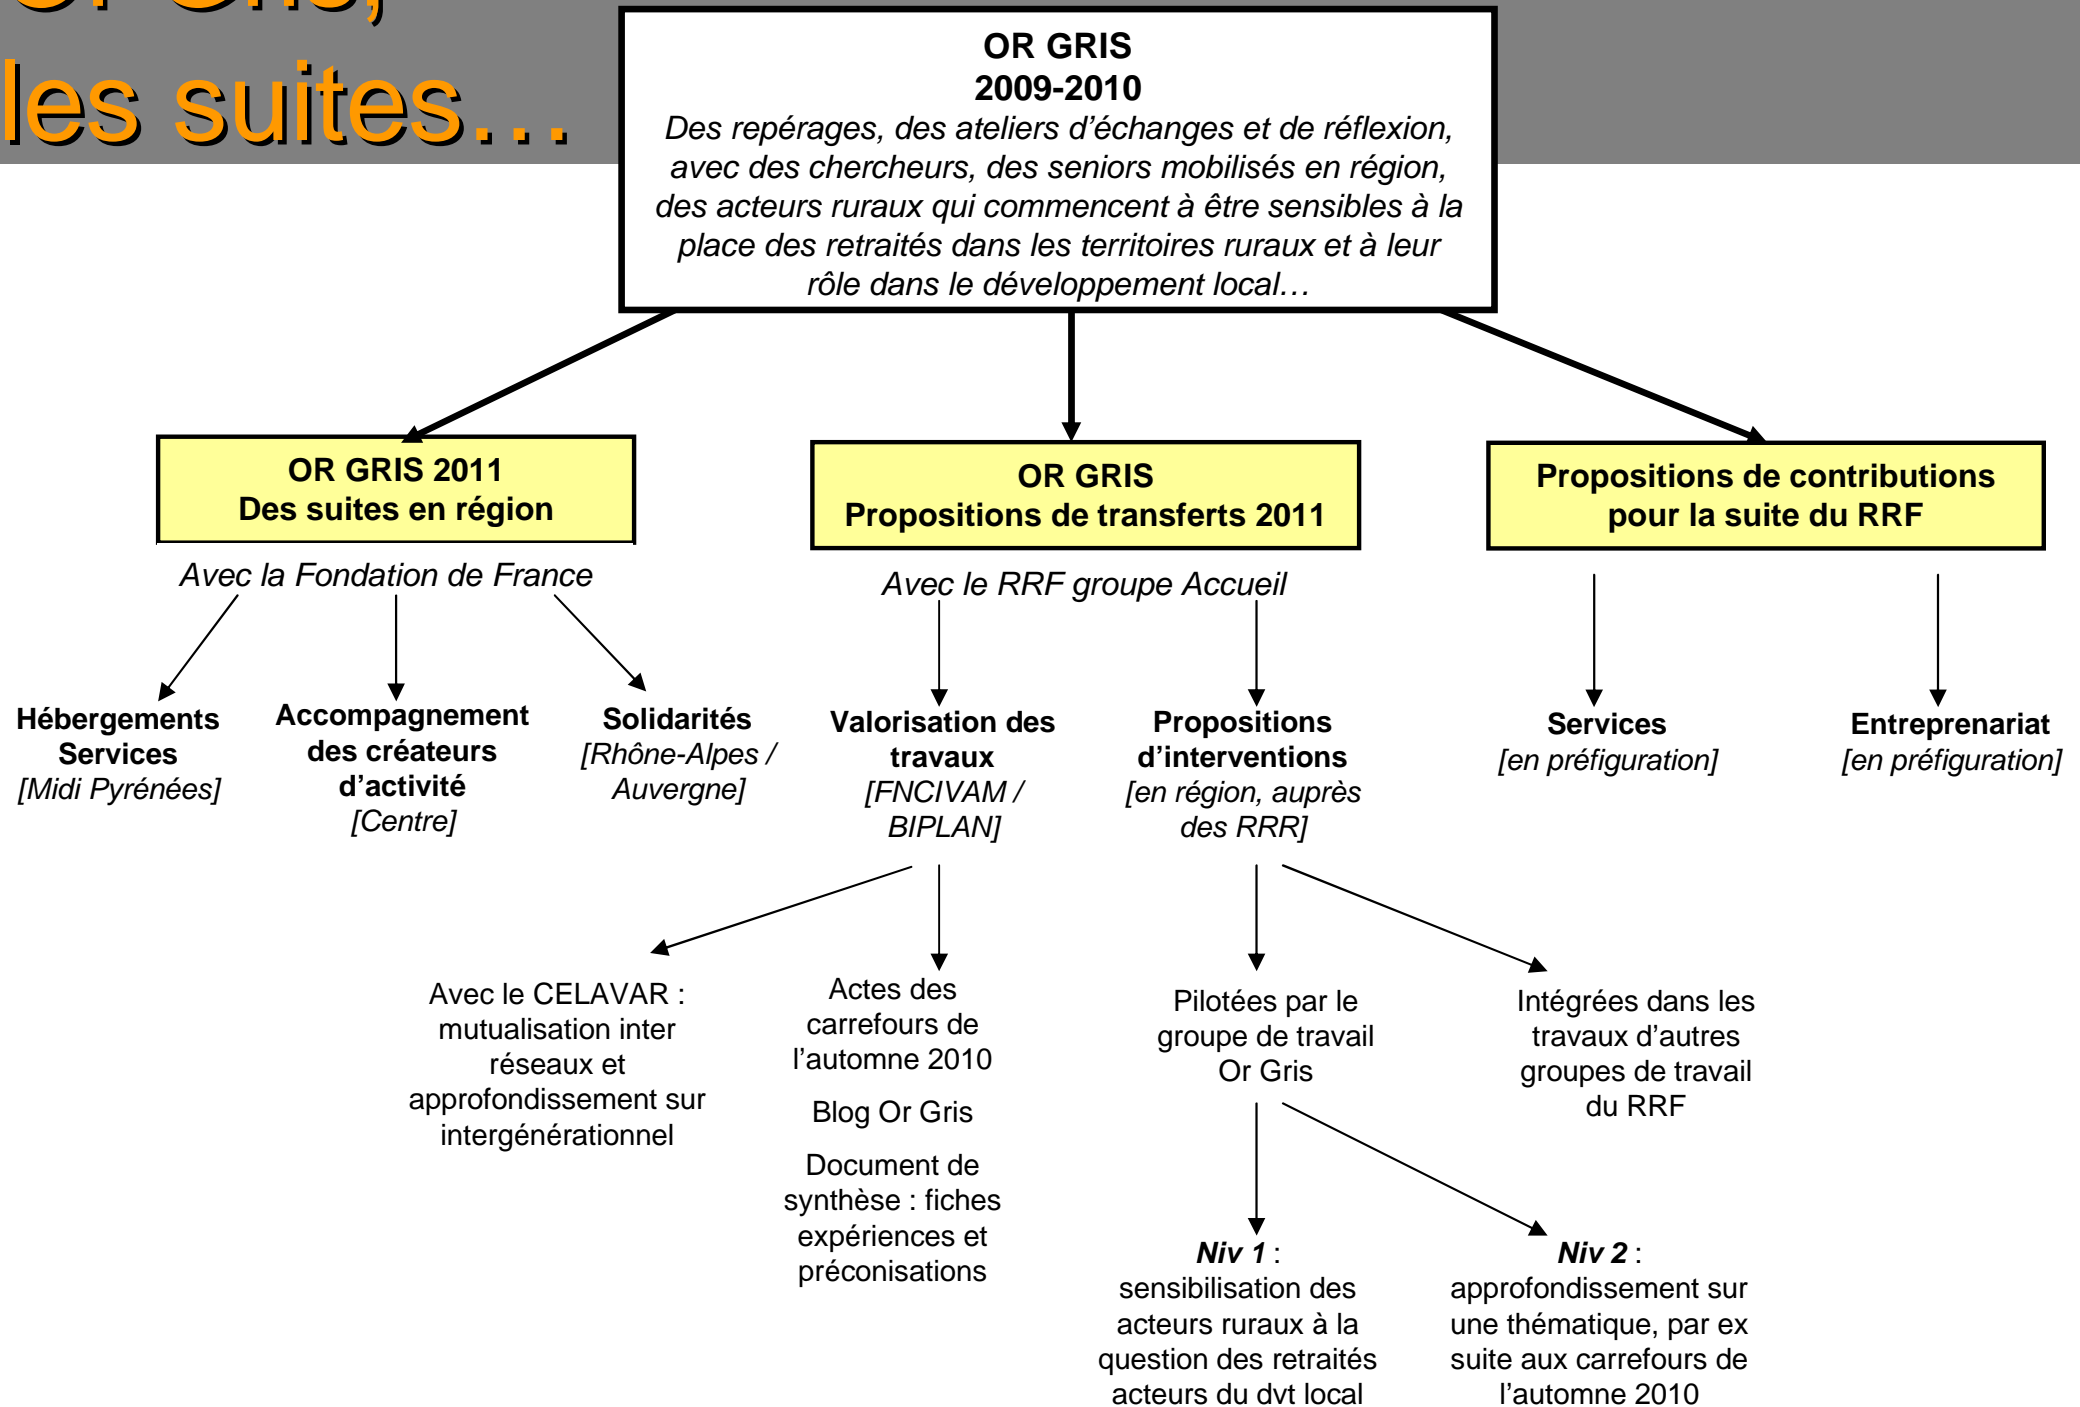 Or Gris,
les suites…
OR GRIS
2009-2010
Des repérages, des ateliers d’échanges et de réflexion,
avec des chercheurs, des seniors mobilisés en région,
des acteurs ruraux qui commencent à être sensibles à la
place des retraités dans les territoires ruraux et à leur
rôle dans le développement local…
OR GRIS 2011
Des suites en région
Avec la Fondation de France
Hébergements
Services
[Midi Pyrénées]
Accompagnement
des créateurs
d’activité
[Centre]
Solidarités
[Rhône-Alpes /
Auvergne]
OR GRIS
Propositions de transferts 2011
Avec le RRF groupe Accueil
Valorisation des
travaux
[FNCIVAM /
BIPLAN]
Propositions
d’interventions
[en région, auprès
des RRR]
Propositions de contributions
pour la suite du RRF
Services
[en préfiguration]
Entreprenariat
[en préfiguration]
Avec le CELAVAR :
mutualisation inter
réseaux et
approfondissement sur
intergénérationnel
Actes des
carrefours de
l’automne 2010
Blog Or Gris
Document de
synthèse : fiches
expériences et
préconisations
Pilotées par le
groupe de travail
Or Gris
Intégrées dans les
travaux d’autres
groupes de travail
du RRF
Niv 1 :
sensibilisation des
acteurs ruraux à la
question des retraités
acteurs du dvt local
Niv 2 :
approfondissement sur
une thématique, par ex
suite aux carrefours de
l’automne 2010